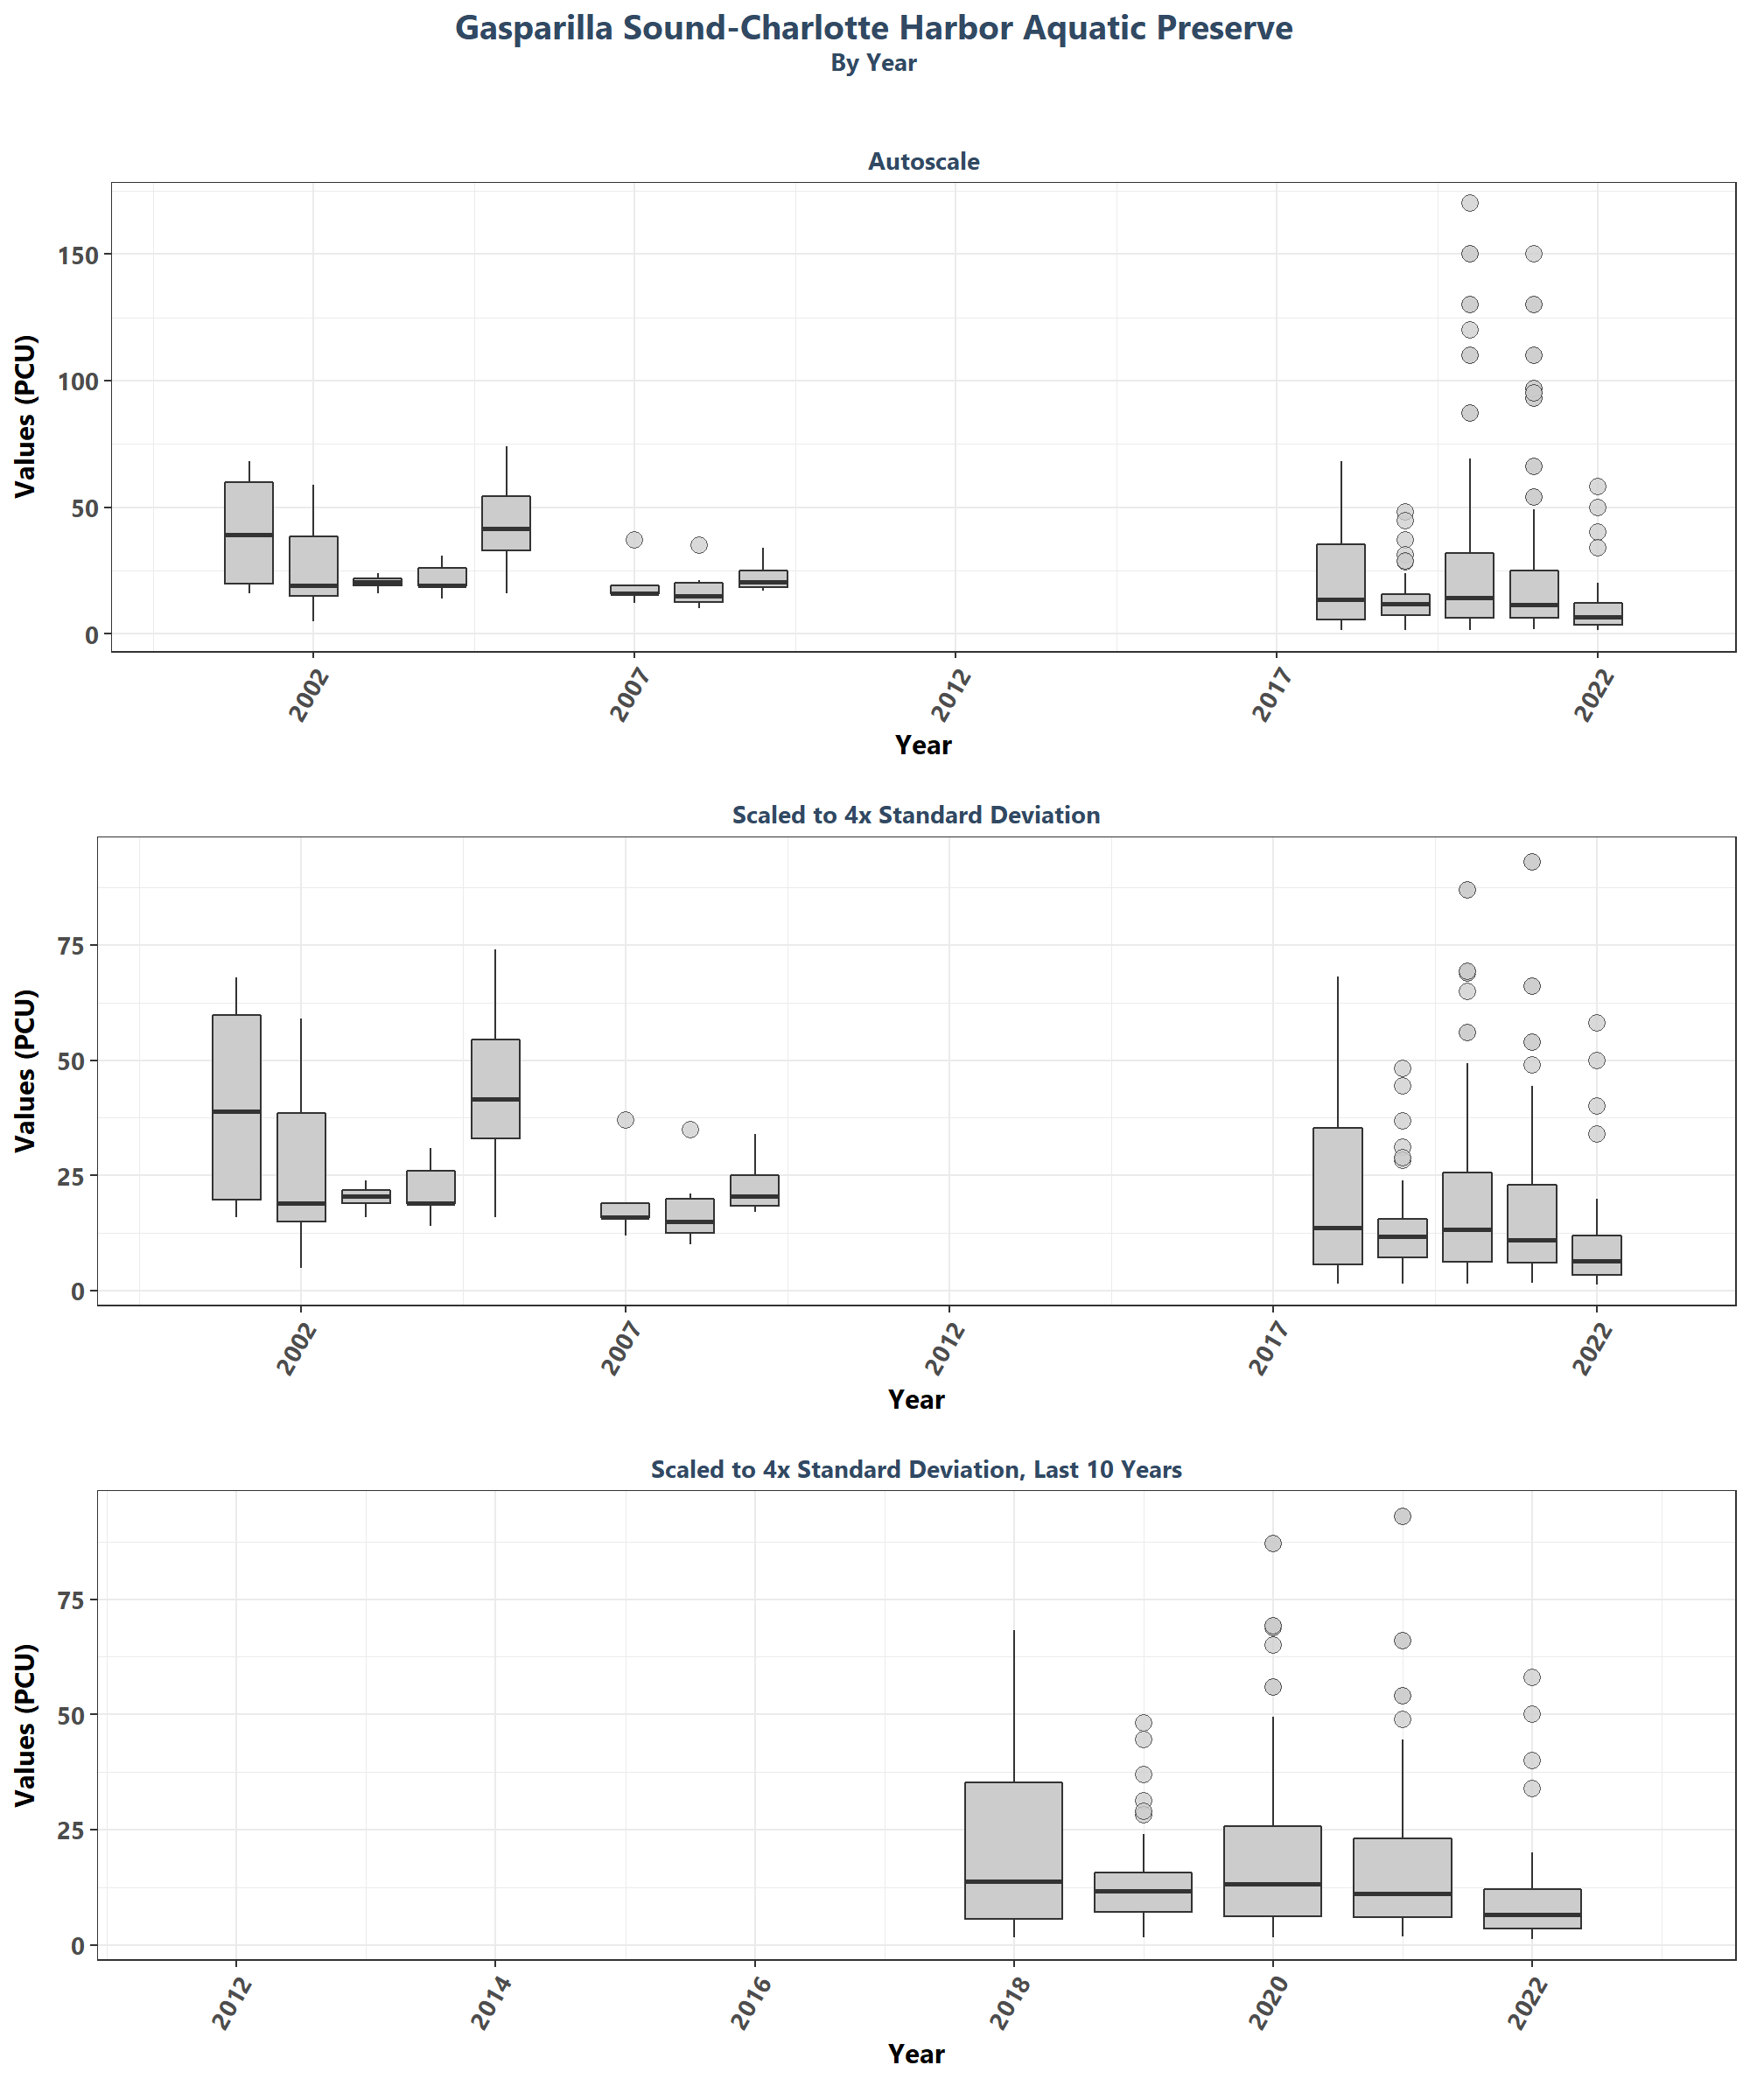 Gasparilla Sound-Charlotte Harbor Aquatic Preserve
By Year
Autoscale
Values (PCU)
150
100
50
0
2002 2007 2012 2017 2022
Year
Scaled to 4x Standard Deviation
Values (PCU)
75
50
25
0
2002 2007 2012 2017 2022
Year
Scaled to 4x Standard Deviation, Last 10 Years
Values (PCU)
75
50
25
0
2012 2014 2016 2018 2020 2022
Year